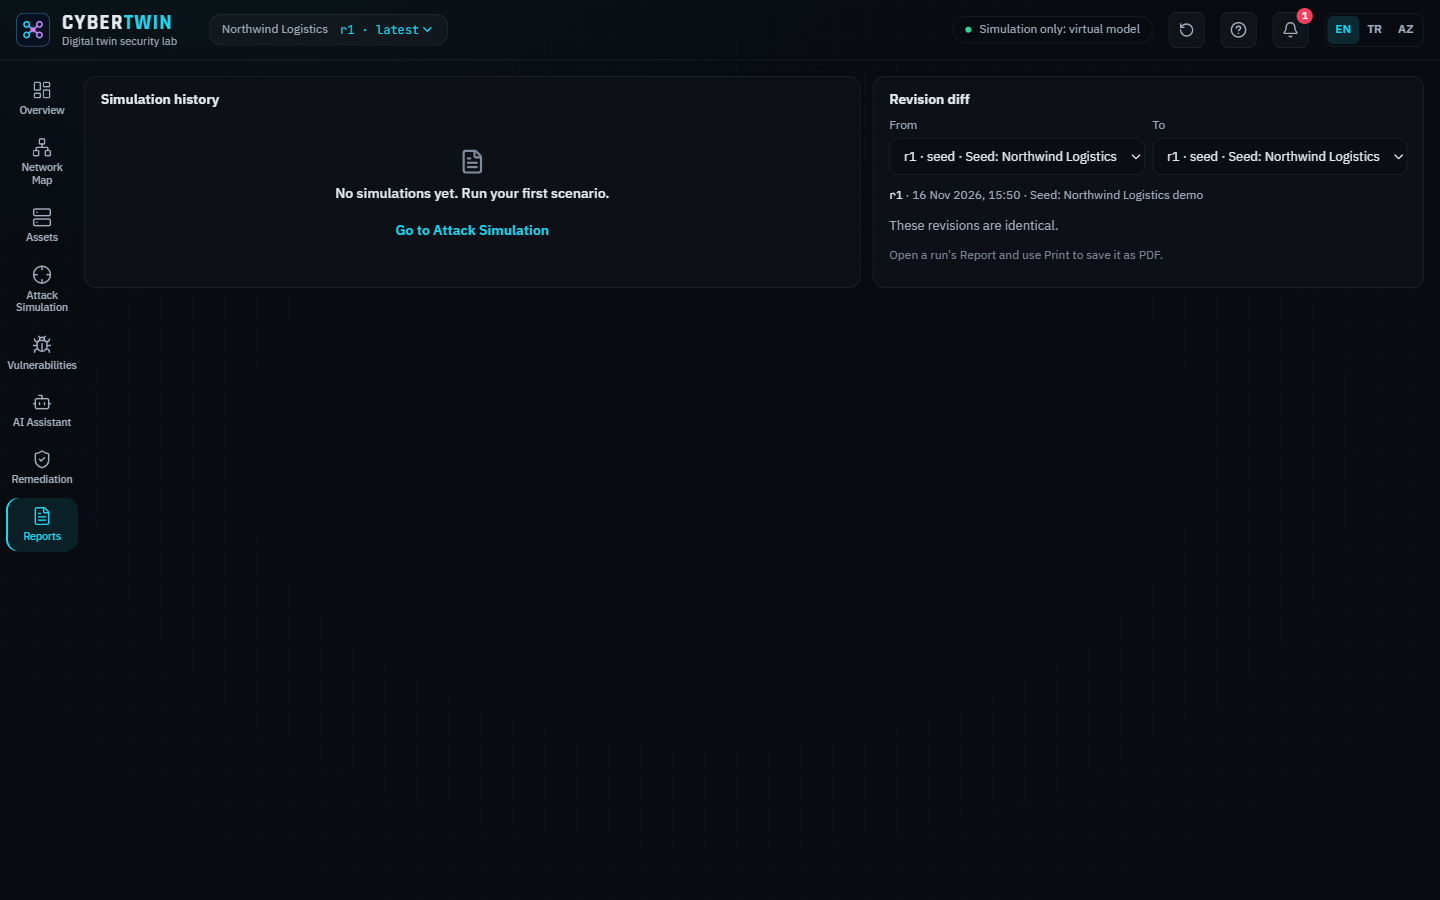 CYBERTWIN
Digital twin security lab
Northwind Logistics r1 · latest
Simulation only: virtual model
1
EN TR AZ
Overview
Network
Map
Assets
Attack
Simulation
Vulnerabilities
AI Assistant
Remediation
Reports
Simulation history
No simulations yet. Run your first scenario.
Go to Attack Simulation
Revision diff
From To
r1 · seed · Seed: Northwind Logistics r1 · seed · Seed: Northwind Logistics
r1 · 16 Nov 2026, 15:50 · Seed: Northwind Logistics demo
These revisions are identical.
Open a run's Report and use Print to save it as PDF.